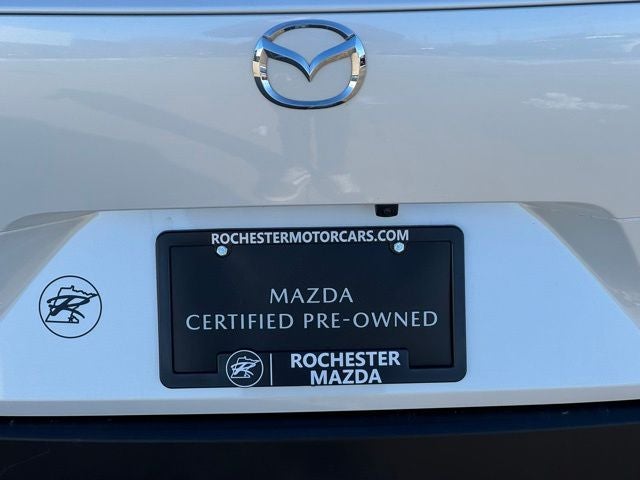 ROCHESTERMOTORCARS.COM
MAZDA
CERTIFIED PRE-OWNED
ROCHESTER
MAZDA